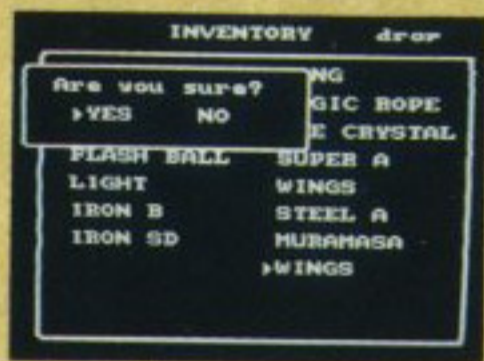 INVENTORY drop
Are you sure?
▸YES NO
NG
GIC ROPE
E CRYSTAL
FLASH BALL SUPER A
LIGHT WINGS
IRON B STEEL A
IRON SD MURAMASA
▸WINGS